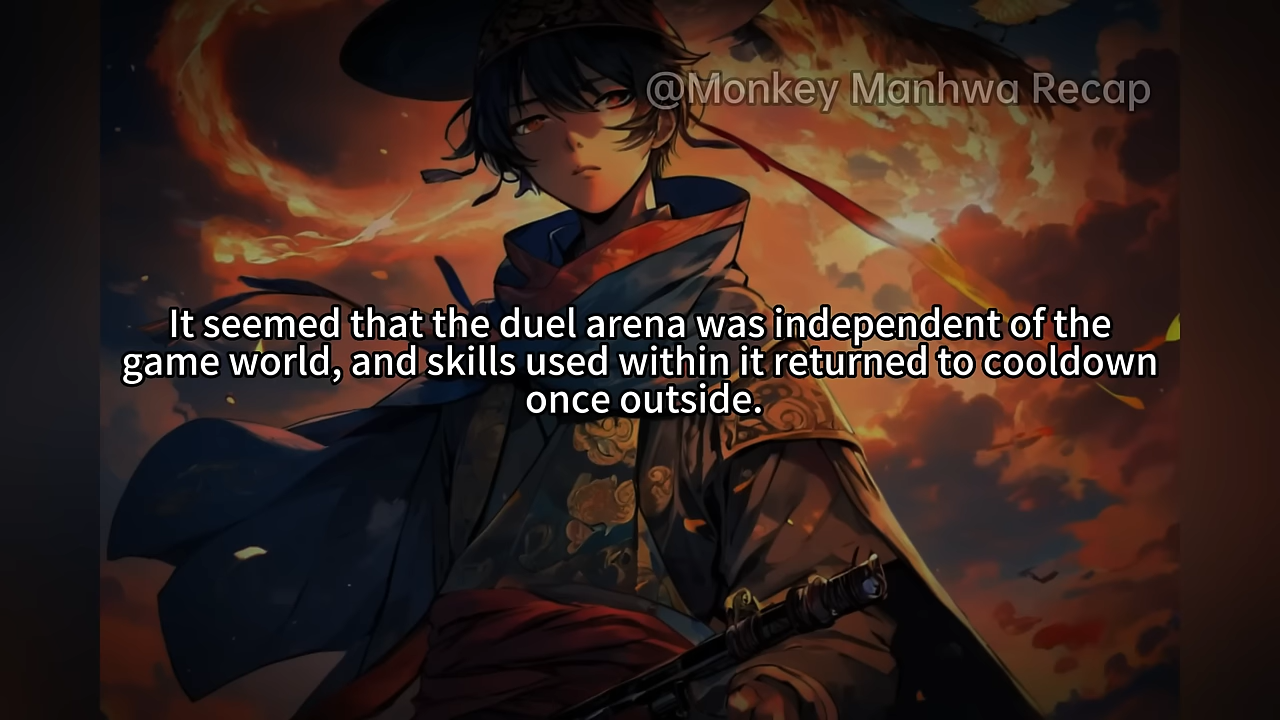 @Monkey Manhwa Recap
It seemed that the duel arena was independent of the
game world, and skills used within it returned to cooldown
once outside.